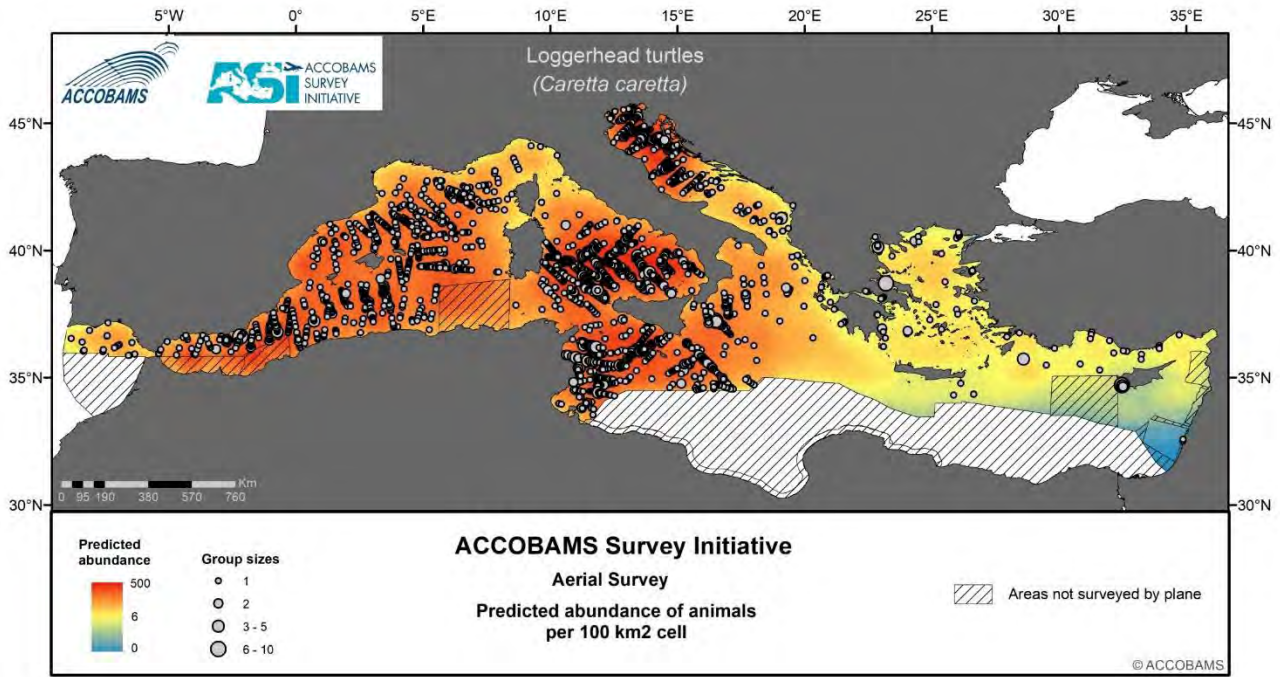 5°W 0° 5°E 10°E 15°E 20°E 25°E 30°E 35°E
Loggerhead turtles
(Caretta caretta)
ACCOBAMS
ASI ACCOBAMS
SURVEY
INITIATIVE
45°N 45°N
40°N 40°N
35°N 35°N
30°N 30°N
Km
0 95 190 380 570 760
ACCOBAMS Survey Initiative
Aerial Survey
Predicted abundance of animals
per 100 km2 cell
Predicted
abundance
500
6
0
Group sizes
1
2
3 - 5
6 - 10
Areas not surveyed by plane
© ACCOBAMS